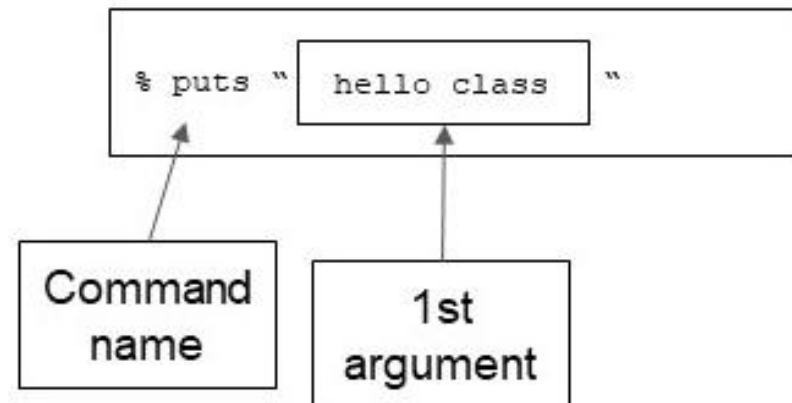 % puts “ hello class “
Command
name
1st
argument